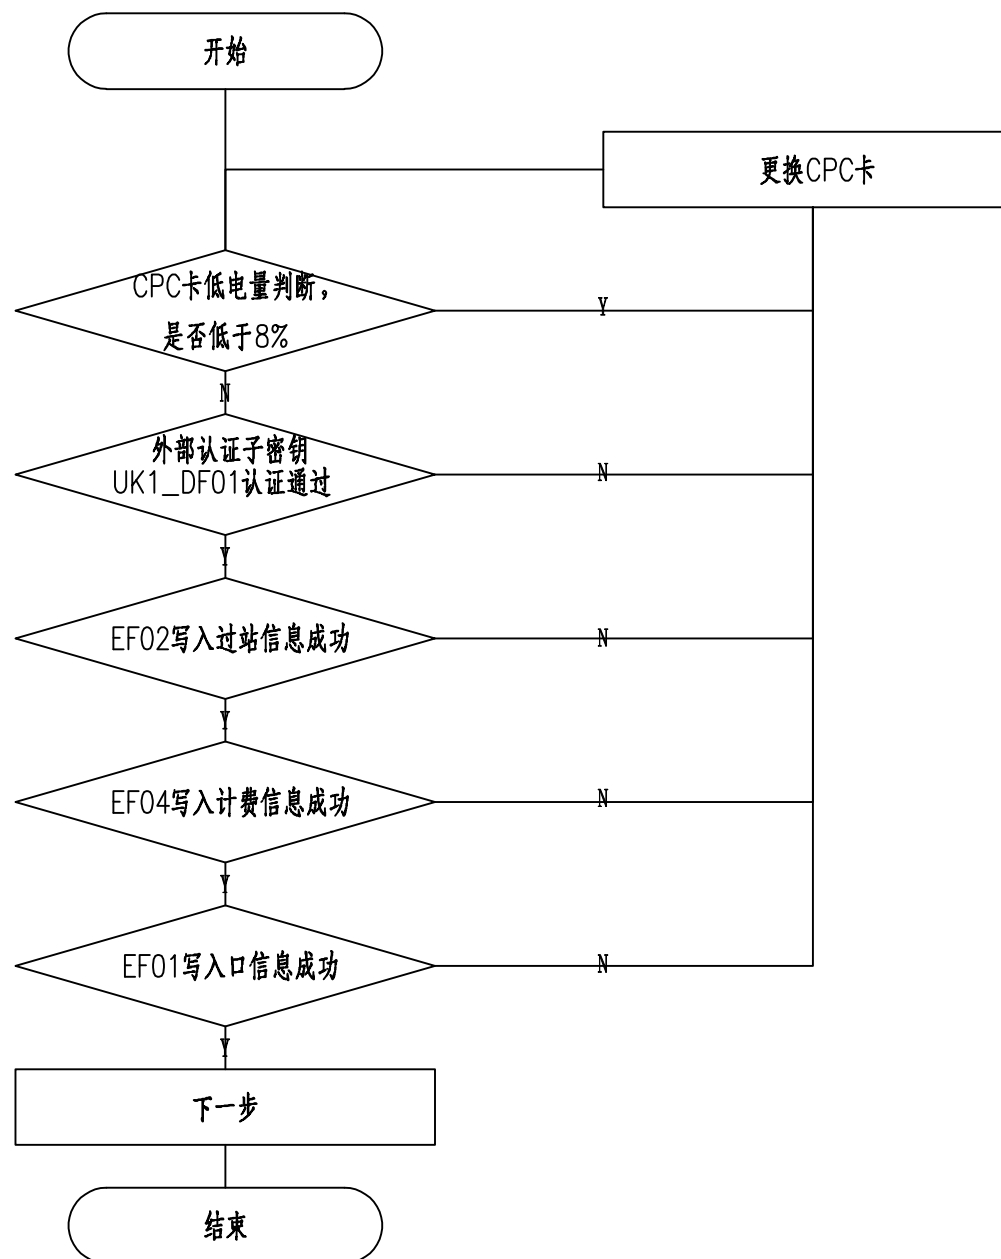 开始
更换CPC卡
CPC卡低电量判断，
是否低于8%
Y
N
外部认证子密钥
UK1_DF01认证通过
N
Y
EF02写入过站信息成功
N
Y
EF04写入计费信息成功
N
Y
EF01写入口信息成功
N
Y
下一步
结束